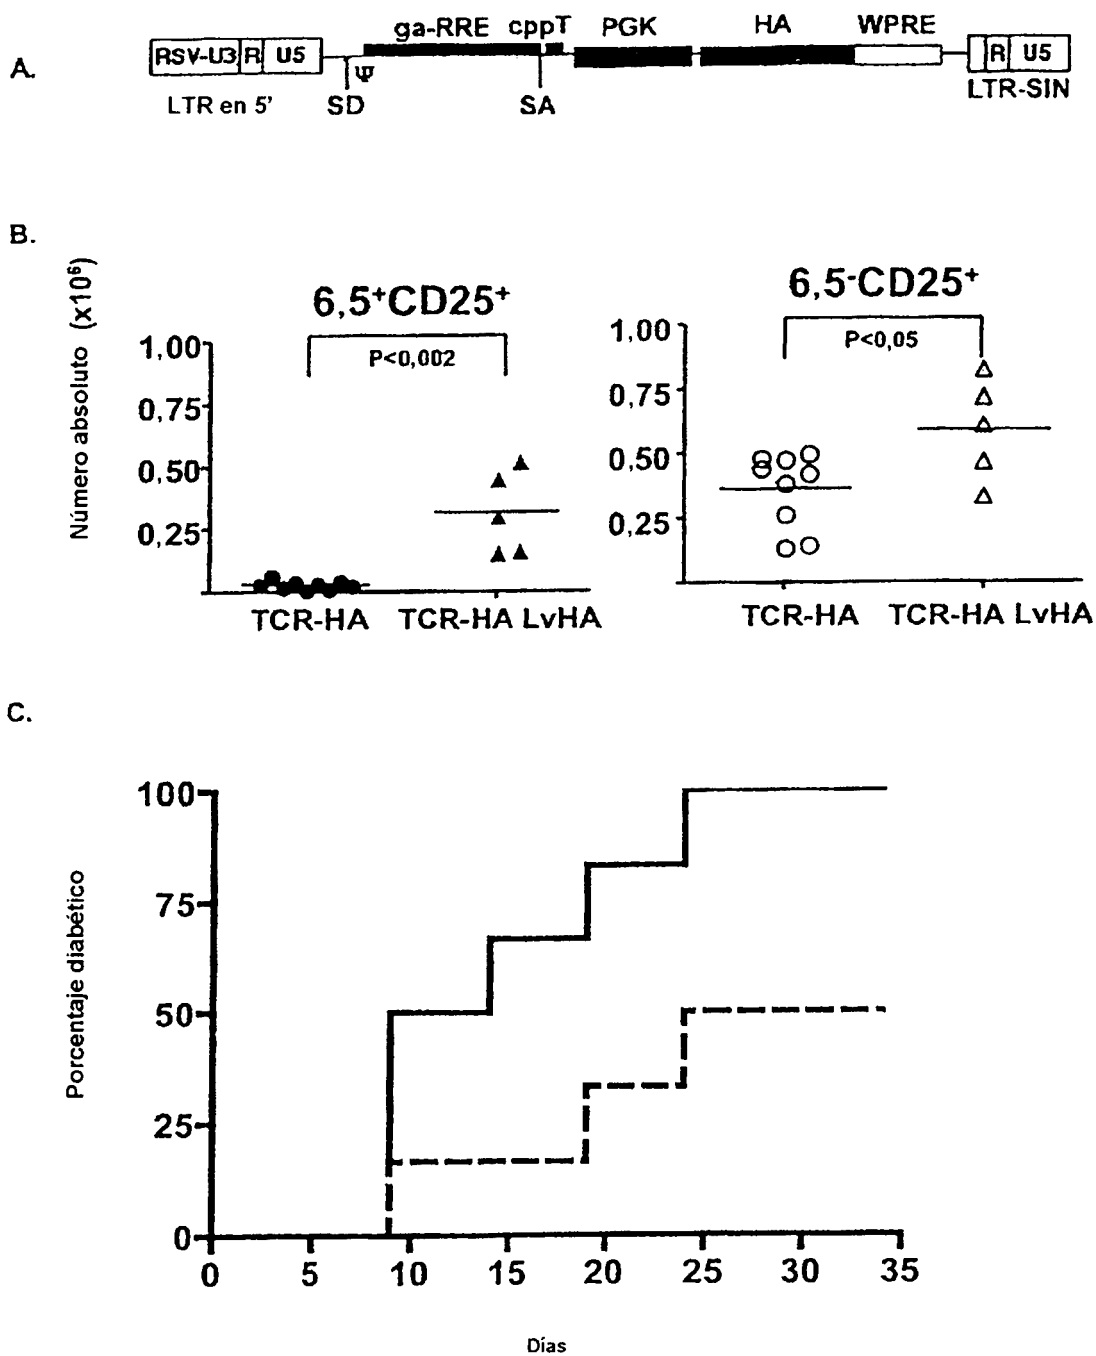 A.
ga-RRE cppT PGK HA WPRE
RSV-U3 R U5 Ψ R U5
LTR en 5' SD SA LTR-SIN
B.
Número absoluto (x10⁶)
6,5⁺CD25⁺
P<0,002
1,00
0,75
0,50
0,25
TCR-HA TCR-HA LvHA
6,5⁻CD25⁺
P<0,05
1,00
0,75
0,50
0,25
TCR-HA TCR-HA LvHA
C.
Porcentaje diabético
100
75
50
25
0
0 5 10 15 20 25 30 35
Días